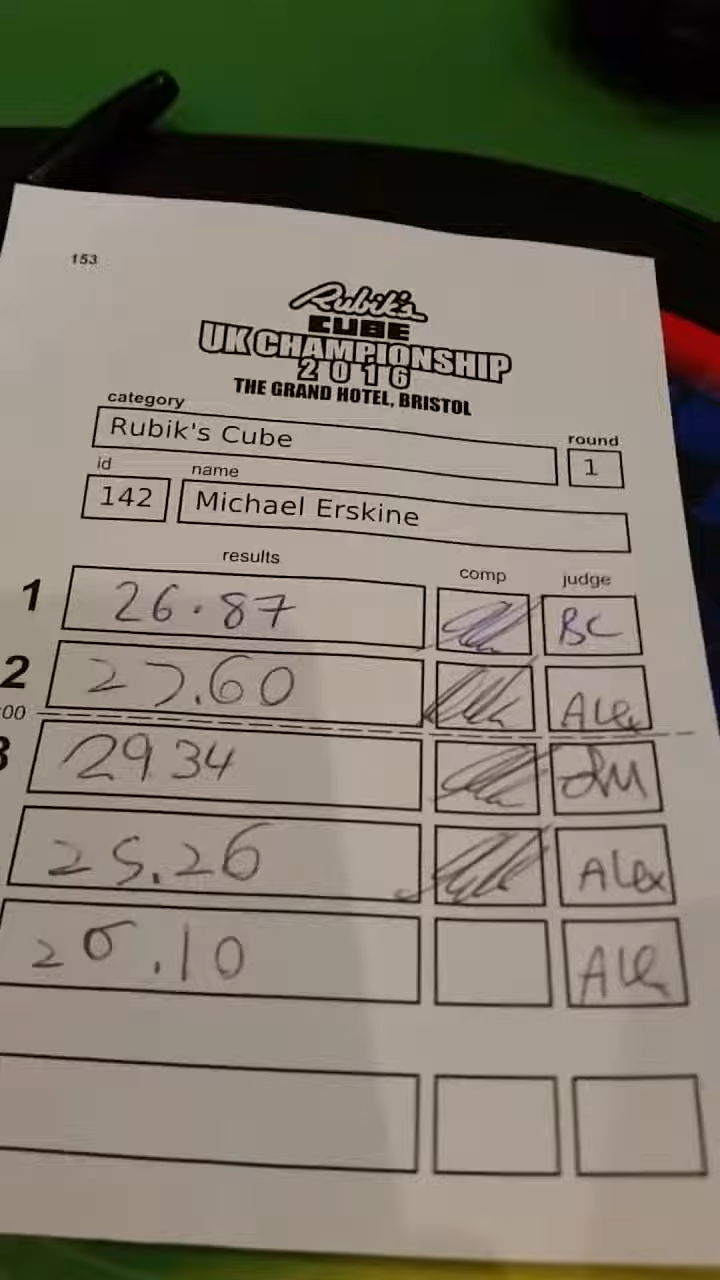 153
Rubik's
CUBE
UK CHAMPIONSHIP
2016
THE GRAND HOTEL, BRISTOL
category
Rubik's Cube
round
1
id
142
name
Michael Erskine
results comp judge
1 26.87 BC
2 27.60 Alex
:00
3 29.34
25.26 Alex
.10 Alex